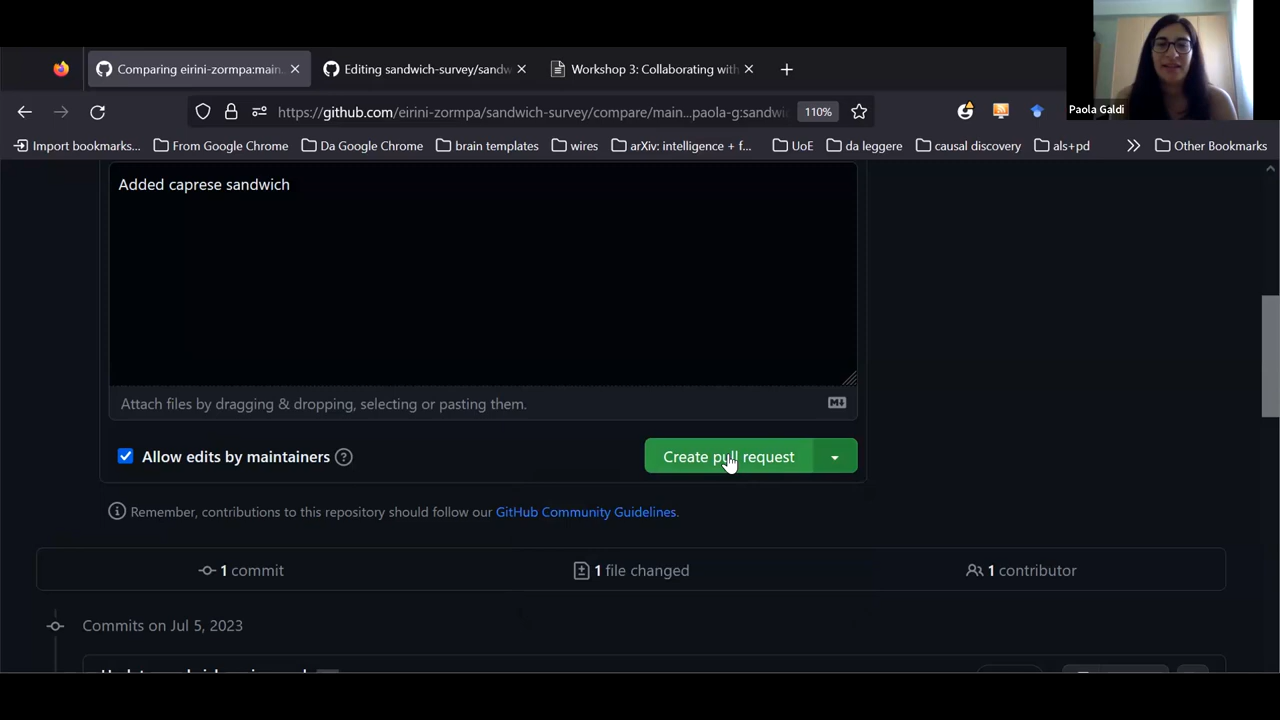 Comparing eirini-zormpa:main
Editing sandwich-survey/sandw
Workshop 3: Collaborating with
Paola Galdi
https://github.com/eirini-zormpa/sandwich-survey/compare/main...paola-g:sandwi
110%
Import bookmarks...
From Google Chrome
Da Google Chrome
brain templates
wires
arXiv: intelligence + f...
UoE
da leggere
causal discovery
als+pd
Other Bookmarks
Added caprese sandwich
Attach files by dragging & dropping, selecting or pasting them.
Allow edits by maintainers
Create pull request
Remember, contributions to this repository should follow our GitHub Community Guidelines.
1 commit
1 file changed
1 contributor
Commits on Jul 5, 2023